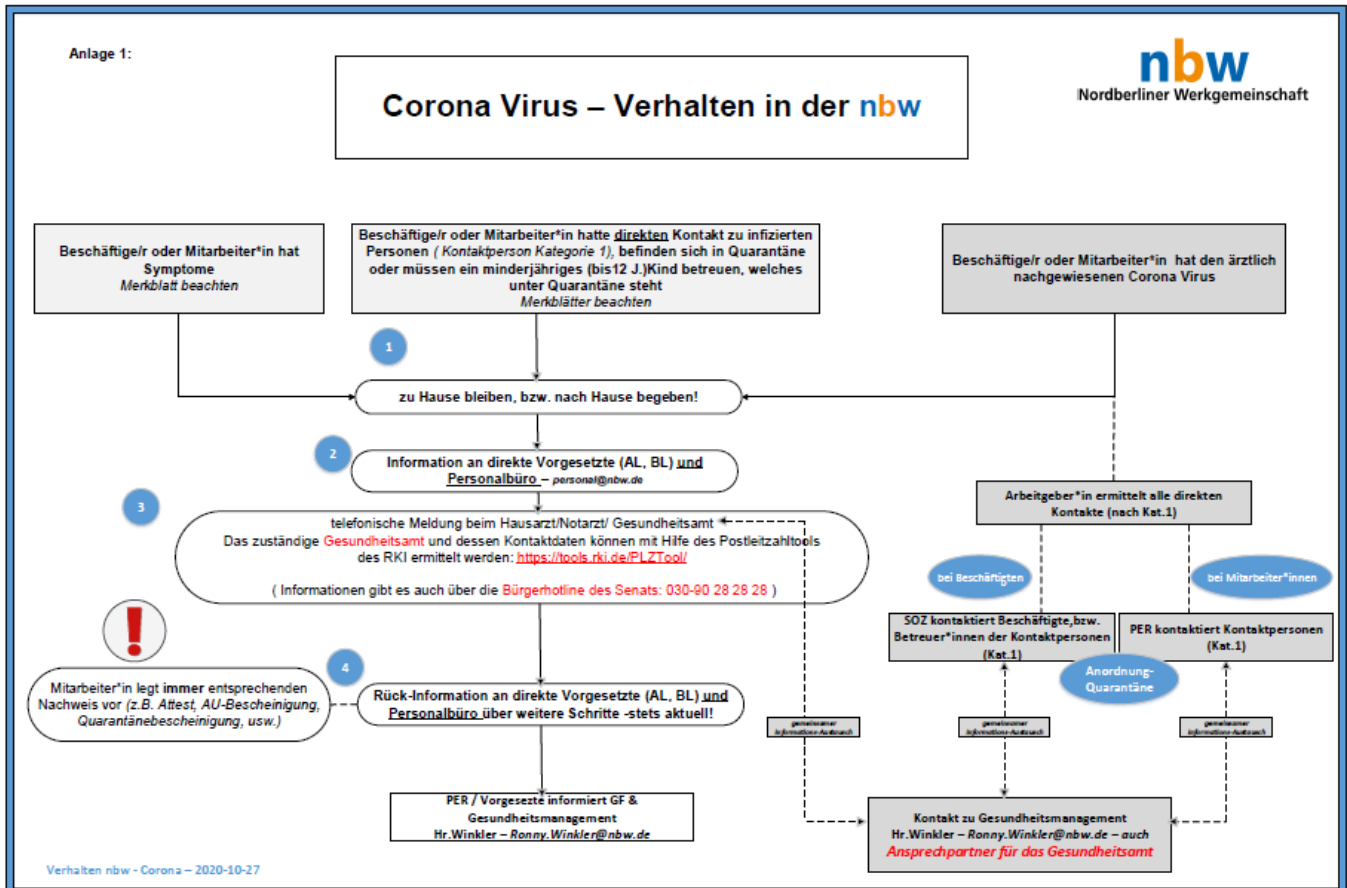 Anlage 1:
nbw
Nordberliner Werkgemeinschaft
Corona Virus – Verhalten in der nbw
Beschäftige/r oder Mitarbeiter*in hat
Symptome
Merkblatt beachten
Beschäftige/r oder Mitarbeiter*in hatte direkten Kontakt zu infizierten
Personen ( Kontaktperson Kategorie 1), befinden sich in Quarantäne
oder müssen ein minderjähriges (bis12 J.)Kind betreuen, welches
unter Quarantäne steht
Merkblätter beachten
Beschäftige/r oder Mitarbeiter*in hat den ärztlich
nachgewiesenen Corona Virus
1
zu Hause bleiben, bzw. nach Hause begeben!
2
Information an direkte Vorgesetzte (AL, BL) und
Personalbüro – personal@nbw.de
3
telefonische Meldung beim Hausarzt/Notarzt/ Gesundheitsamt
Das zuständige Gesundheitsamt und dessen Kontaktdaten können mit Hilfe des Postleitzahltools
des RKI ermittelt werden: https://tools.rki.de/PLZTool/
( Informationen gibt es auch über die Bürgerhotline des Senats: 030-90 28 28 28 )
Arbeitgeber*in ermittelt alle direkten
Kontakte (nach Kat.1)
bei Beschäftigten
bei Mitarbeiter*innen
SOZ kontaktiert Beschäftigte,bzw.
Betreuer*innen der Kontaktpersonen
(Kat.1)
PER kontaktiert Kontaktpersonen
(Kat.1)
Anordnung-
Quarantäne
!
Mitarbeiter*in legt immer entsprechenden
Nachweis vor (z.B. Attest, AU-Bescheinigung,
Quarantänebescheinigung, usw.)
4
Rück-Information an direkte Vorgesetzte (AL, BL) und
Personalbüro über weitere Schritte -stets aktuell!
gemeinsamer
Informations-Austausch
gemeinsamer
Informations-Austausch
gemeinsamer
Informations-Austausch
PER / Vorgesezte informiert GF &
Gesundheitsmanagement
Hr.Winkler – Ronny.Winkler@nbw.de
Kontakt zu Gesundheitsmanagement
Hr.Winkler – Ronny.Winkler@nbw.de – auch
Ansprechpartner für das Gesundheitsamt
Verhalten nbw - Corona – 2020-10-27